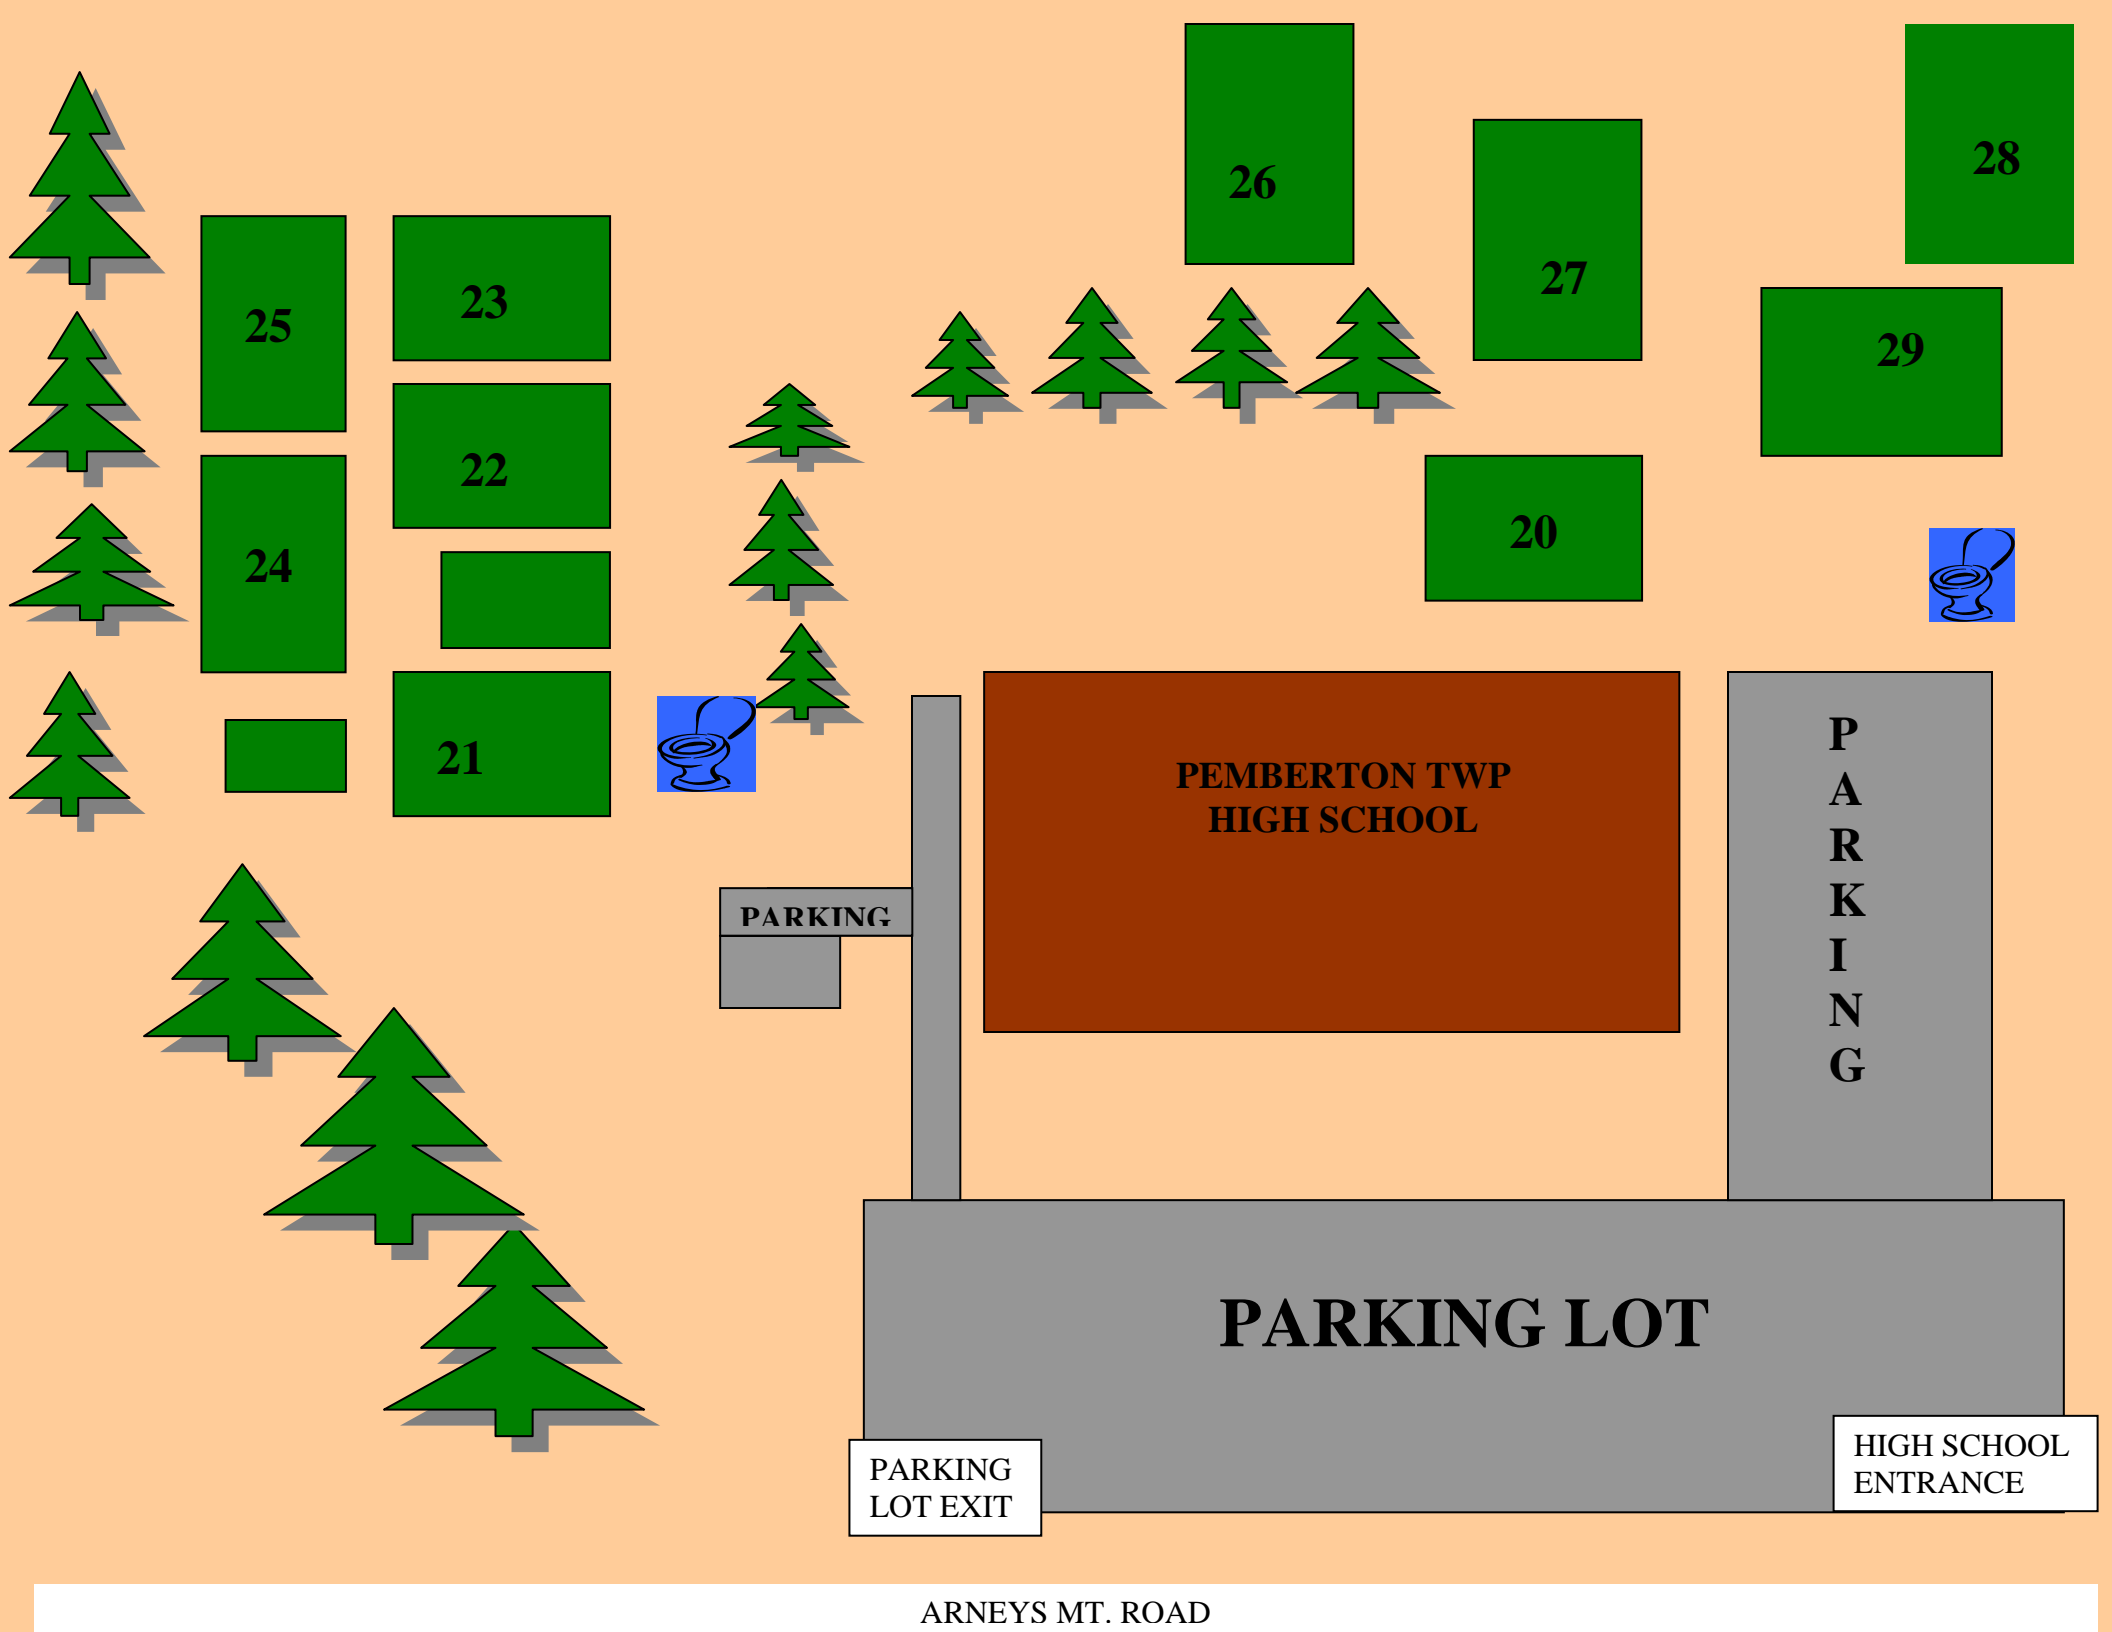 28
26
27
23
25
29
22
20
24
21
PEMBERTON TWP
HIGH SCHOOL
P
A
R
K
I
N
G
PARKING
PARKING LOT
HIGH SCHOOL
ENTRANCE
PARKING
LOT EXIT
ARNEYS MT. ROAD